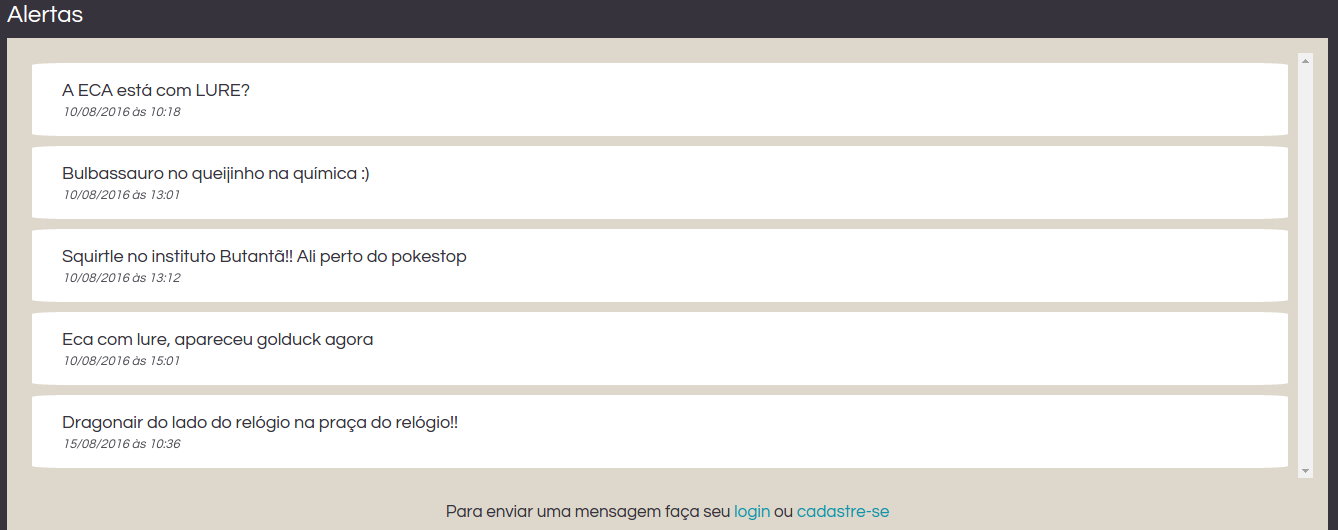 Alertas
A ECA está com LURE?
10/08/2016 às 10:18
Bulbassauro no queijinho na química :)
10/08/2016 às 13:01
Squirtle no instituto Butantã!! Ali perto do pokestop
10/08/2016 às 13:12
Eca com lure, apareceu golduck agora
10/08/2016 às 15:01
Dragonair do lado do relógio na praça do relógio!!
15/08/2016 às 10:36
Para enviar uma mensagem faça seu login ou cadastre-se